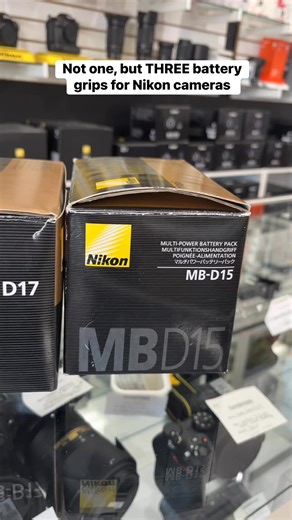 Not one, but THREE battery
grips for Nikon cameras
Nikon
MULTI-POWER BATTERY PACK
MULTIFUNKTIONSHANDGRIFF
POIGNÉE-ALIMENTATION
マルチパワーバッテリーパック
MB-D15
D17
MBD15